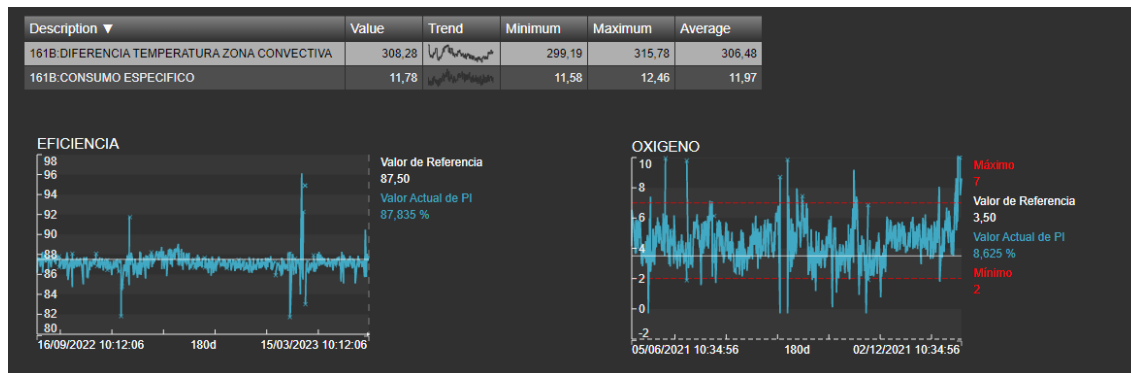 Description ▼ Value Trend Minimum Maximum Average
161B:DIFERENCIA TEMPERATURA ZONA CONVECTIVA 308,28 299,19 315,78 306,48
161B:CONSUMO ESPECIFICO 11,78 11,58 12,46 11,97
EFICIENCIA
98
96
94
92
90
88
86
84
82
80
16/09/2022 10:12:06 180d 15/03/2023 10:12:06
Valor de Referencia
87,50
Valor Actual de PI
87,835 %
OXIGENO
10
8
6
4
2
0
-2
05/06/2021 10:34:56 180d 02/12/2021 10:34:56
Máximo
7
Valor de Referencia
3,50
Valor Actual de PI
8,625 %
Mínimo
2